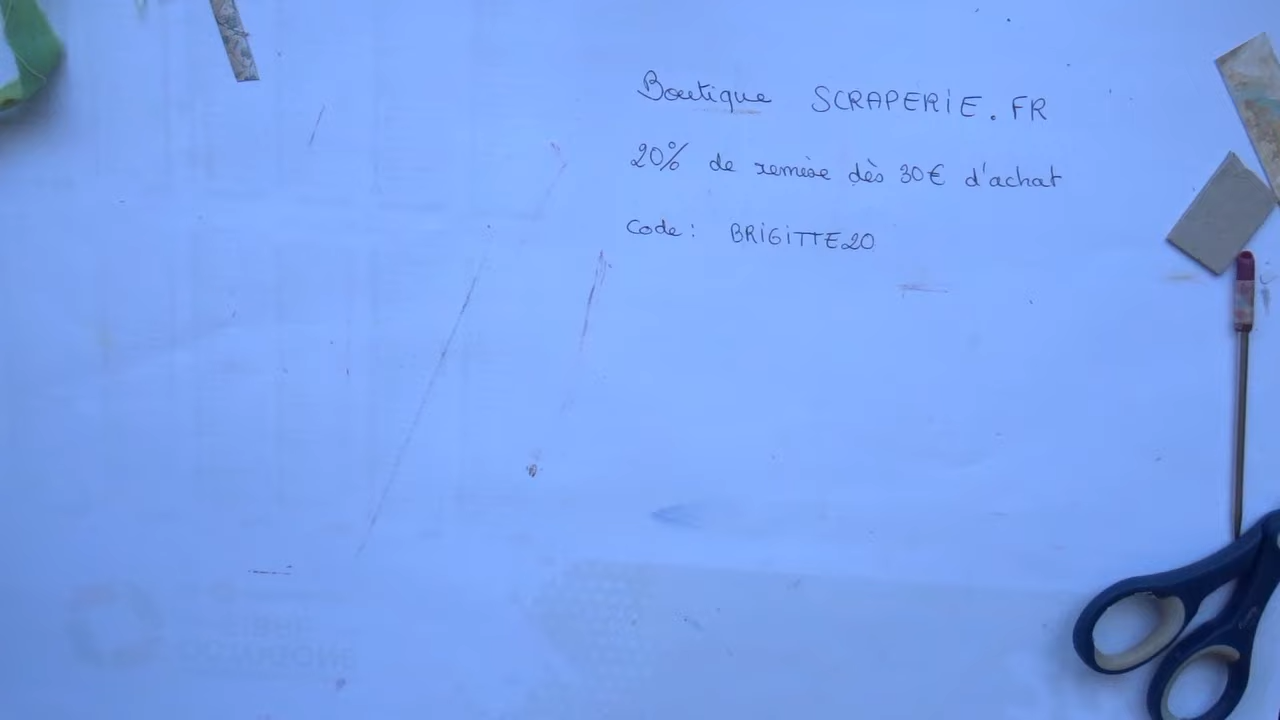 Boutique SCRAPERIE.FR
20% de remise dès 30€ d'achat
Code: BRIGITTE20